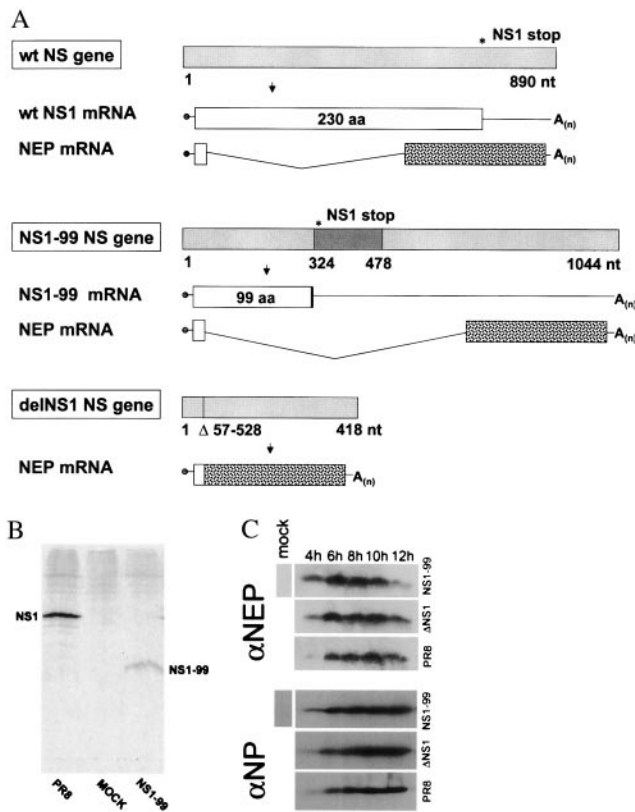 A
* NS1 stop
wt NS gene
1 890 nt
wt NS1 mRNA 230 aa A(n)
NEP mRNA A(n)
* NS1 stop
NS1-99 NS gene
1 324 478 1044 nt
NS1-99 mRNA 99 aa A(n)
NEP mRNA A(n)
delNS1 NS gene
1 Δ 57-528 418 nt
NEP mRNA A(n)
B
NS1
NS1-99
PR8 MOCK NS1-99
C
mock 4h 6h 8h 10h 12h
αNEP
NS1-99
ΔNS1
PR8
αNP
NS1-99
ΔNS1
PR8